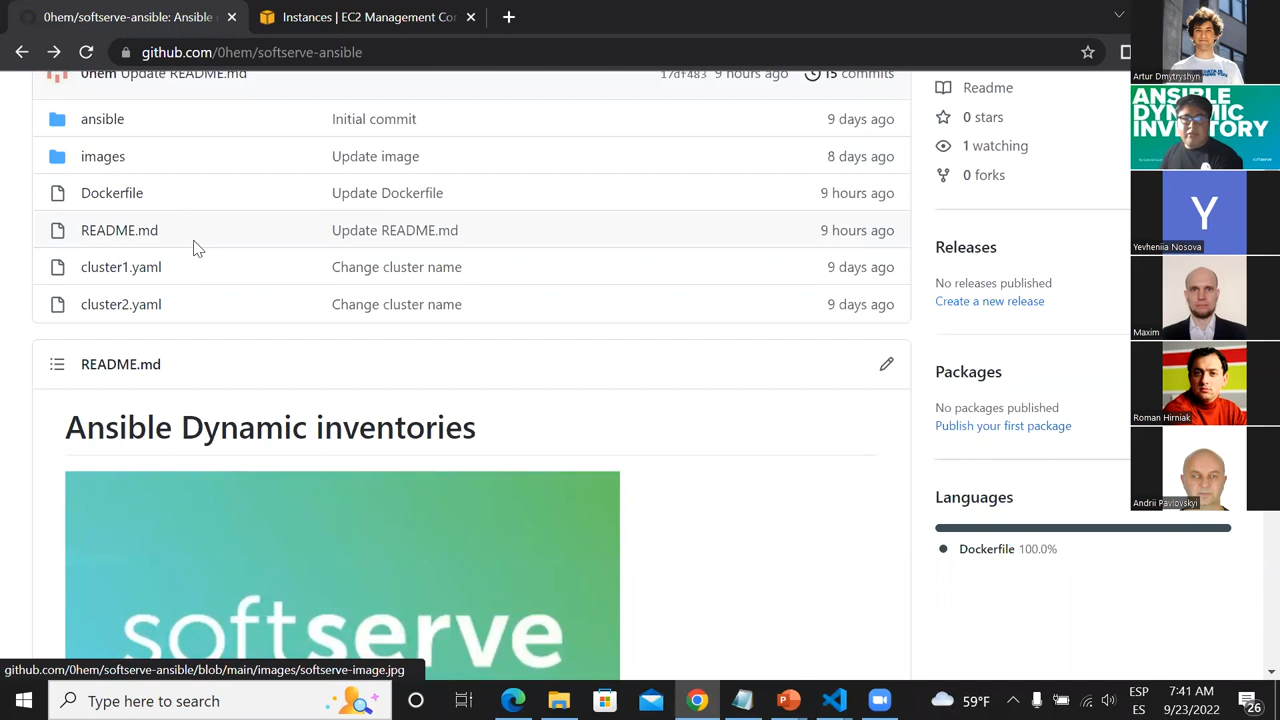 0hem/softserve-ansible: Ansible
Instances | EC2 Management Con
github.com/0hem/softserve-ansible
0hem Update README.md
17df483 9 hours ago
15 commits
ansible
Initial commit
9 days ago
images
Update image
8 days ago
Dockerfile
Update Dockerfile
9 hours ago
README.md
Update README.md
9 hours ago
cluster1.yaml
Change cluster name
9 days ago
cluster2.yaml
Change cluster name
9 days ago
README.md
Ansible Dynamic inventories
softserve
Readme
0 stars
1 watching
0 forks
Releases
No releases published
Create a new release
Packages
No packages published
Publish your first package
Languages
Dockerfile 100.0%
Artur Dmytryshyn
ANSIBLE
DYNAMIC
INVENTORY
softserve
Y
Yevheniia Nosova
Maxim
Roman Hirniak
Andrii Pavlovskyi
github.com/0hem/softserve-ansible/blob/main/images/softserve-image.jpg
Type here to search
59°F
ESP
ES
7:41 AM
9/23/2022
26